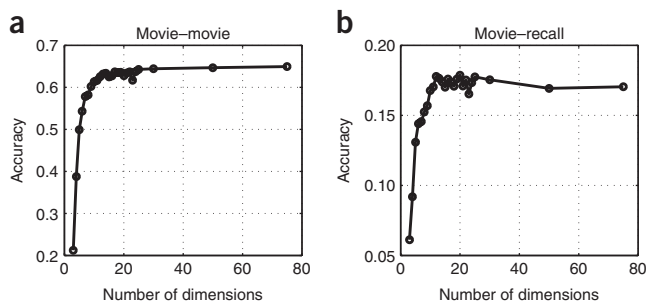 a
Movie–movie
Accuracy
0.7
0.6
0.5
0.4
0.3
0.2
0 20 40 60 80
Number of dimensions
b
Movie–recall
Accuracy
0.20
0.15
0.10
0.05
0 20 40 60 80
Number of dimensions